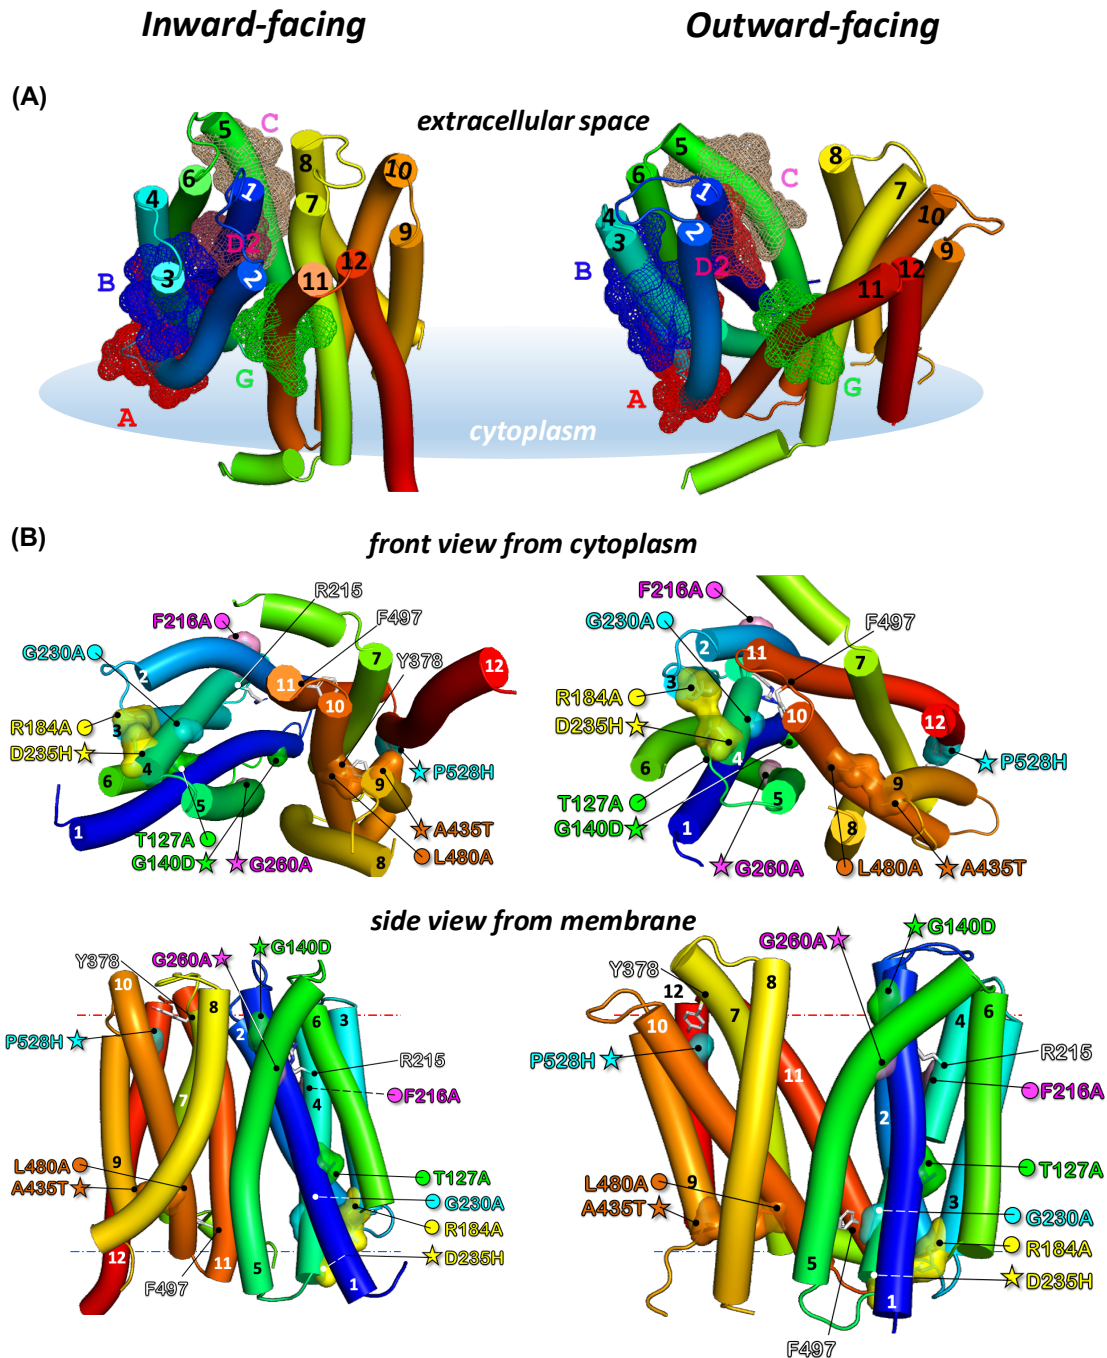 Inward-facing
Outward-facing
(A)
extracellular space
5
C
8
10
6
1
4
7
9
D2
B
3
2
12
11
G
A
cytoplasm
5
8
C
6
7
1
10
4
3
2
9
B
D2
12
11
A
G
(B)
front view from cytoplasm
R215
F216A
F497
G230A
Y378
7
12
2
11
R184A
3
10
D235H
4
P528H
6
9
5
A435T
1
T127A
8
L480A
G140D
G260A
F216A
G230A
F497
2
11
7
3
R184A
10
12
D235H
P528H
4
6
9
T127A
5
1
8
G140D
G260A
L480A
A435T
side view from membrane
G140D
G260A
Y378
10
8
6
3
2
P528H
R215
4
F216A
7
9
L480A
T127A
A435T
G230A
R184A
12
11
5
D235H
1
F497
G140D
G260A
Y378
8
12
7
6
10
4
P528H
R215
11
F216A
2
T127A
L480A
9
3
A435T
G230A
R184A
5
D235H
1
F497